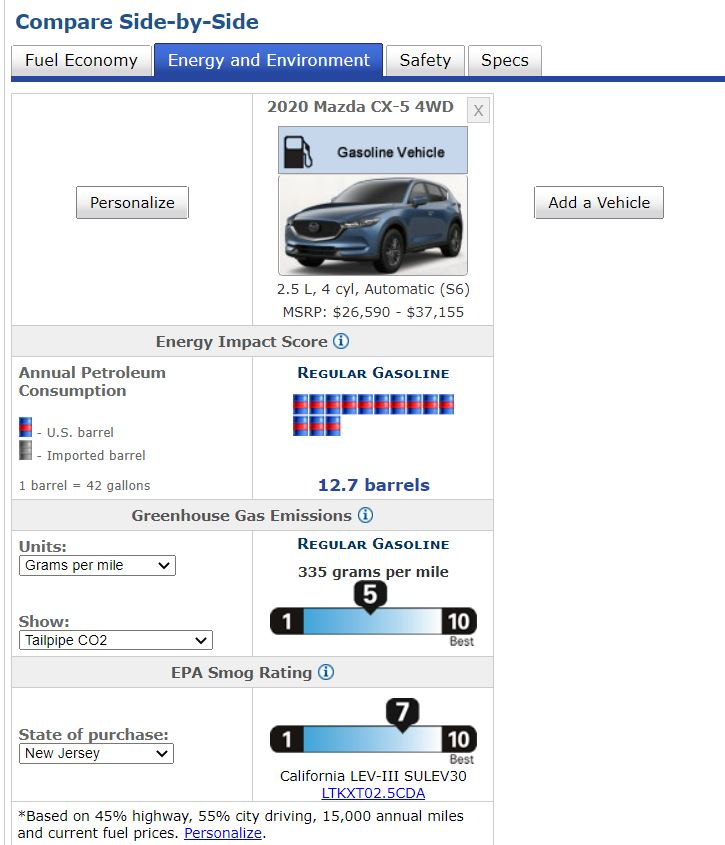 Compare Side-by-Side
Fuel Economy
Energy and Environment
Safety
Specs
2020 Mazda CX-5 4WD
X
Gasoline Vehicle
Personalize
Add a Vehicle
2.5 L, 4 cyl, Automatic (S6)
MSRP: $26,590 - $37,155
Energy Impact Score
Annual Petroleum
Consumption
- U.S. barrel
- Imported barrel
1 barrel = 42 gallons
Regular Gasoline
12.7 barrels
Greenhouse Gas Emissions
Units:
Grams per mile
Show:
Tailpipe CO2
Regular Gasoline
335 grams per mile
5
1
10
Best
EPA Smog Rating
State of purchase:
New Jersey
7
1
10
Best
California LEV-III SULEV30
LTKXT02.5CDA
*Based on 45% highway, 55% city driving, 15,000 annual miles
and current fuel prices. Personalize.